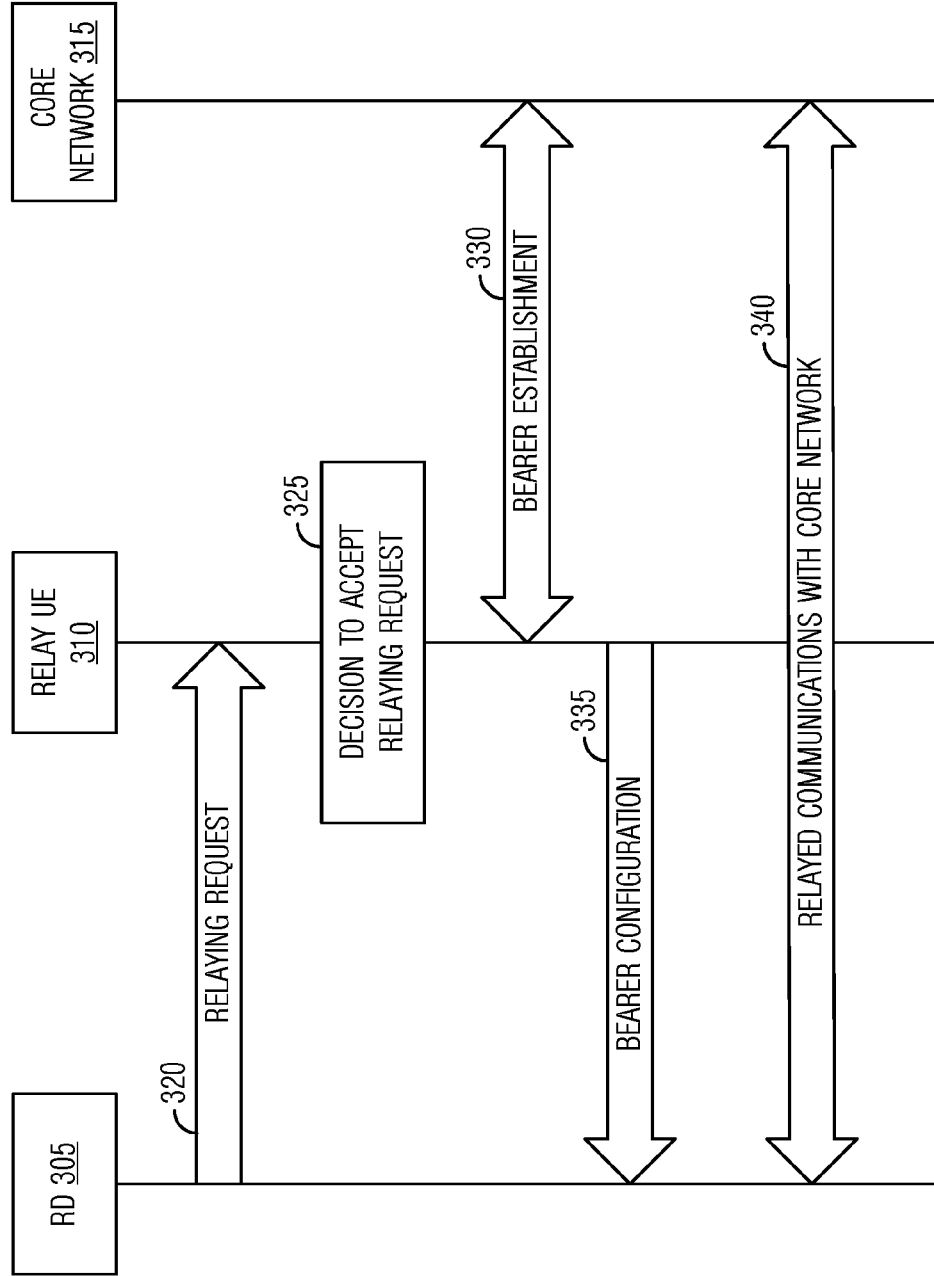 RD 305
RELAY UE
310
CORE
NETWORK 315
320
RELAYING REQUEST
325
DECISION TO ACCEPT
RELAYING REQUEST
330
BEARER ESTABLISHMENT
335
BEARER CONFIGURATION
340
RELAYED COMMUNICATIONS WITH CORE NETWORK